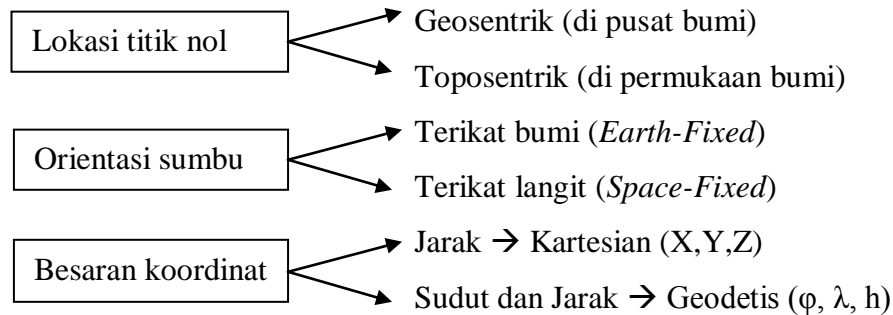 Lokasi titik nol
Geosentrik (di pusat bumi)
Toposentrik (di permukaan bumi)
Orientasi sumbu
Terikat bumi (Earth-Fixed)
Terikat langit (Space-Fixed)
Besaran koordinat
Jarak → Kartesian (X,Y,Z)
Sudut dan Jarak → Geodetis (φ, λ, h)